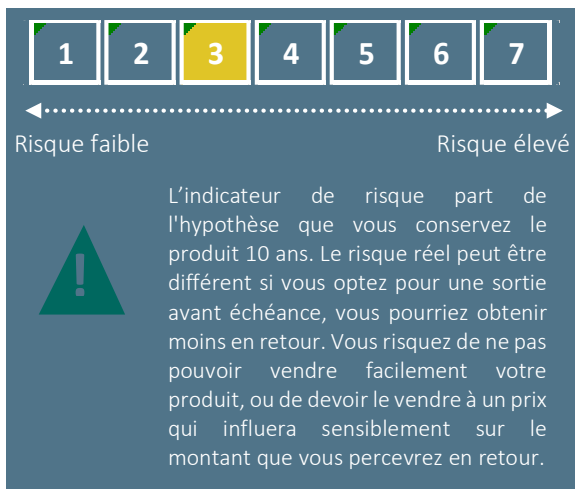 1 2 3 4 5 6 7
Risque faible Risque élevé
L’indicateur de risque part de
l'hypothèse que vous conservez le
produit 10 ans. Le risque réel peut être
différent si vous optez pour une sortie
avant échéance, vous pourriez obtenir
moins en retour. Vous risquez de ne pas
pouvoir vendre facilement votre
produit, ou de devoir le vendre à un prix
qui influera sensiblement sur le
montant que vous percevrez en retour.